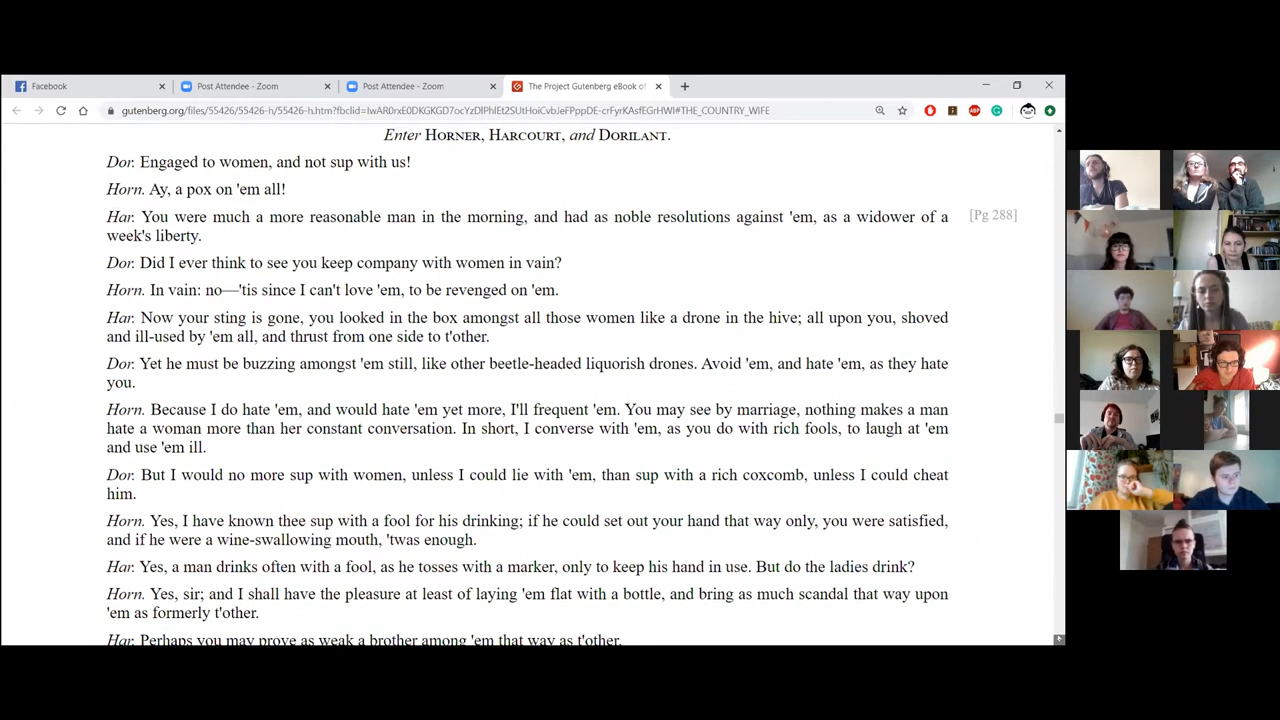 Facebook
Post Attendee - Zoom
Post Attendee - Zoom
The Project Gutenberg eBook of
gutenberg.org/files/55426/55426-h/55426-h.htm?fbclid=IwAR0rxE0DKGKGD7ocYzDlPhlEt2SUtHoiCvbJeFPppDE-crFyrKAsfEGrHWI#THE_COUNTRY_WIFE
ABP
Enter HORNER, HARCOURT, and DORILANT.
Dor. Engaged to women, and not sup with us!
Horn. Ay, a pox on 'em all!
Har. You were much a more reasonable man in the morning, and had as noble resolutions against 'em, as a widower of a
[Pg 288]
week's liberty.
Dor. Did I ever think to see you keep company with women in vain?
Horn. In vain: no—'tis since I can't love 'em, to be revenged on 'em.
Har. Now your sting is gone, you looked in the box amongst all those women like a drone in the hive; all upon you, shoved
and ill-used by 'em all, and thrust from one side to t'other.
Dor. Yet he must be buzzing amongst 'em still, like other beetle-headed liquorish drones. Avoid 'em, and hate 'em, as they hate
you.
Horn. Because I do hate 'em, and would hate 'em yet more, I'll frequent 'em. You may see by marriage, nothing makes a man
hate a woman more than her constant conversation. In short, I converse with 'em, as you do with rich fools, to laugh at 'em
and use 'em ill.
Dor. But I would no more sup with women, unless I could lie with 'em, than sup with a rich coxcomb, unless I could cheat
him.
Horn. Yes, I have known thee sup with a fool for his drinking; if he could set out your hand that way only, you were satisfied,
and if he were a wine-swallowing mouth, 'twas enough.
Har. Yes, a man drinks often with a fool, as he tosses with a marker, only to keep his hand in use. But do the ladies drink?
Horn. Yes, sir; and I shall have the pleasure at least of laying 'em flat with a bottle, and bring as much scandal that way upon
'em as formerly t'other.
Har. Perhaps you may prove as weak a brother among 'em that way as t'other.